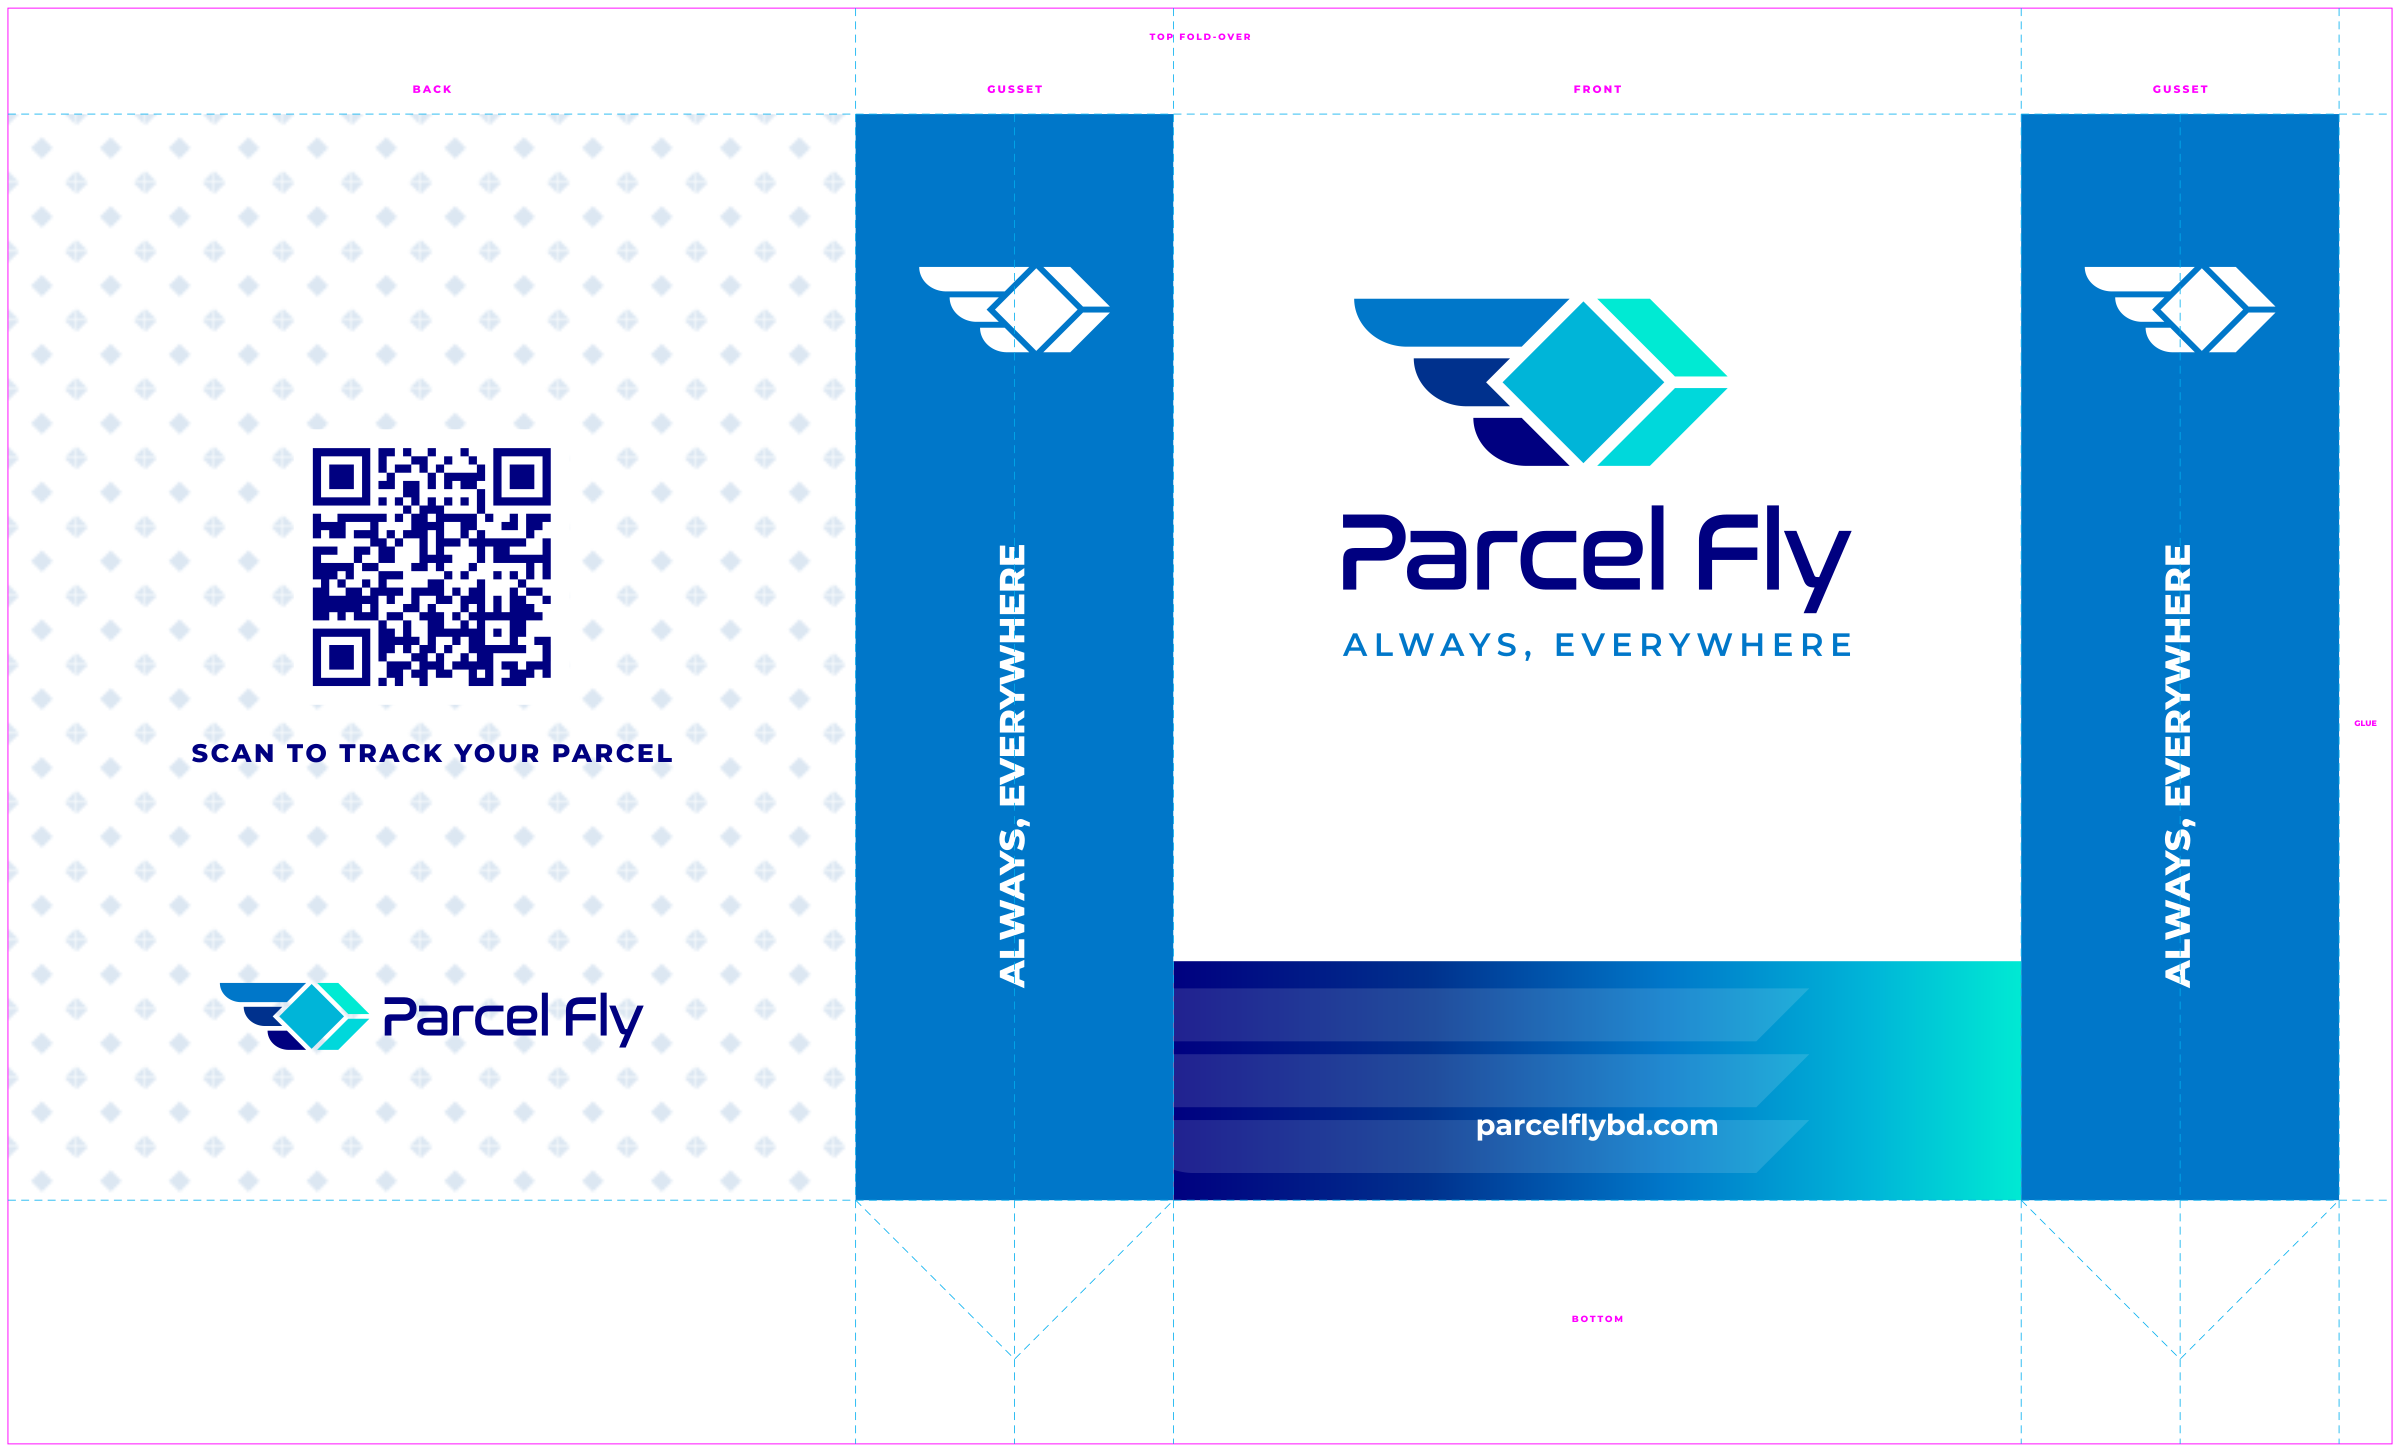 TOP FOLD-OVER
BACK
GUSSET
FRONT
GUSSET
SCAN TO TRACK YOUR PARCEL
Parcel Fly
ALWAYS, EVERYWHERE
Parcel Fly
ALWAYS, EVERYWHERE
parcelflybd.com
ALWAYS, EVERYWHERE
GLUE
BOTTOM